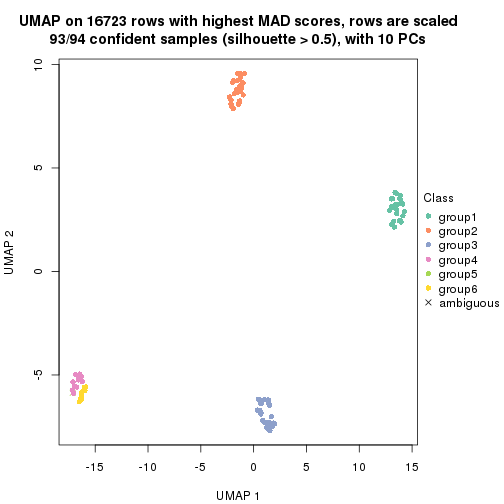 UMAP on 16723 rows with highest MAD scores, rows are scaled
93/94 confident samples (silhouette > 0.5), with 10 PCs
10
5
0
-5
UMAP 2
-15
-10
-5
0
5
10
15
UMAP 1
Class
group1
group2
group3
group4
group5
group6
ambiguous